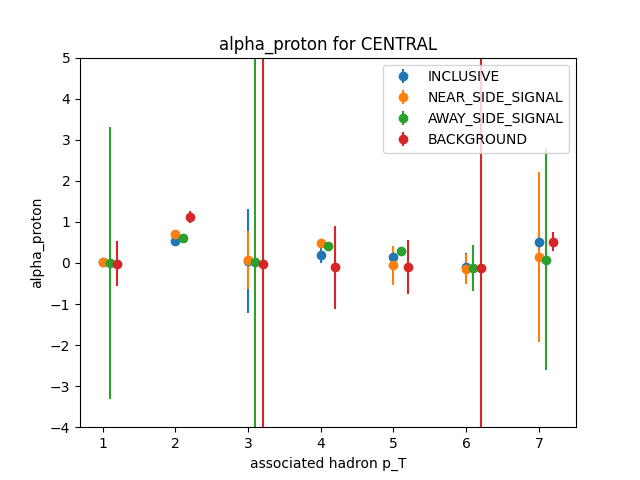 alpha_proton for CENTRAL
INCLUSIVE
NEAR_SIDE_SIGNAL
AWAY_SIDE_SIGNAL
BACKGROUND
5
4
3
2
1
0
−1
−2
−3
−4
alpha_proton
1 2 3 4 5 6 7
associated hadron p_T